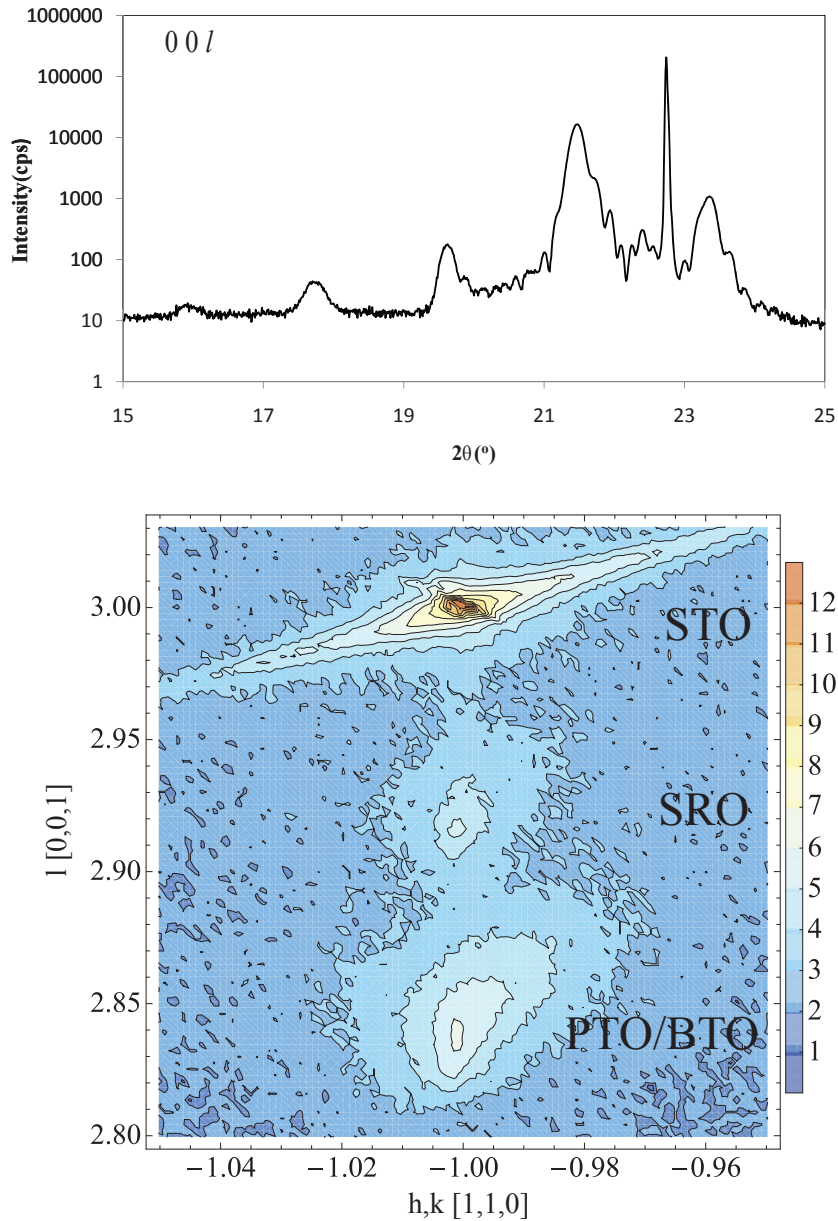 0 0 l
1000000
100000
10000
1000
100
10
1
Intensity(cps)
15 17 19 21 23 25
2θ(°)
3.00
2.95
2.90
2.85
2.80
l [0,0,1]
STO
SRO
PTO/BTO
12
11
10
9
8
7
6
5
4
3
2
1
−1.04 −1.02 −1.00 −0.98 −0.96
h,k [1,1,0]